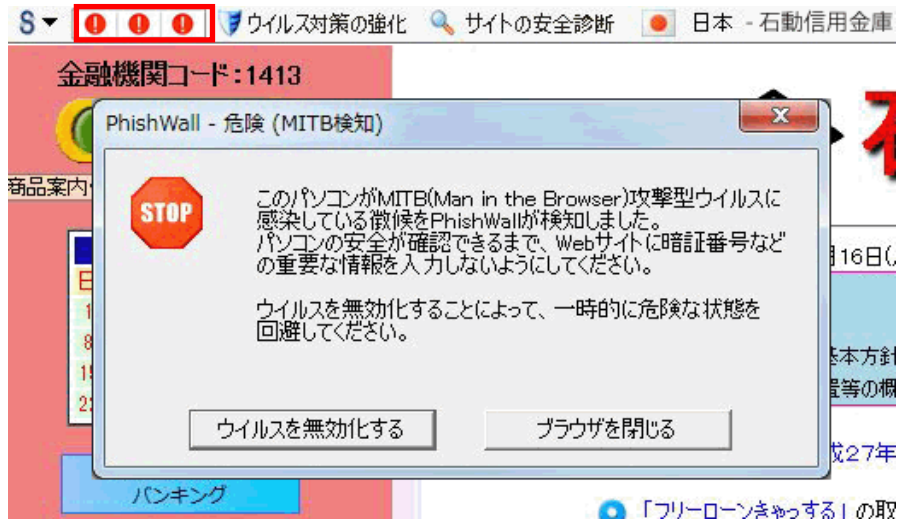 S ウイルス対策の強化 サイトの安全診断 日本 - 石動信用金庫
金融機関コード:1413
PhishWall - 危険 (MITB検知)
商品案内
STOP
このパソコンがMITB(Man in the Browser)攻撃型ウイルスに
感染している徴候をPhishWallが検知しました。
パソコンの安全が確認できるまで、Webサイトに暗証番号など
の重要な情報を入力しないようにしてください。
ウイルスを無効化することによって、一時的に危険な状態を
回避してください。
ウイルスを無効化する ブラウザを閉じる
16日(
基本方針
置等の概
成27年
バンキング
「フリーローンきゃっする」の取